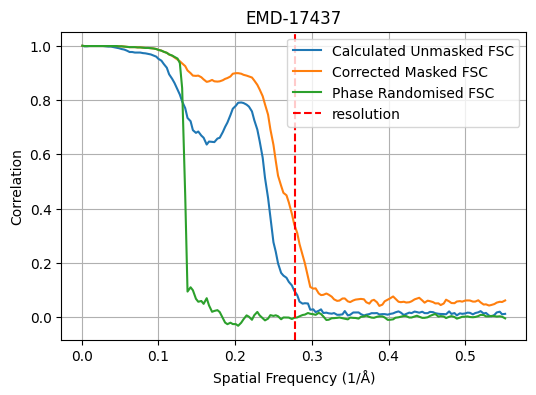 EMD-17437
Calculated Unmasked FSC
Corrected Masked FSC
Phase Randomised FSC
resolution
Correlation
1.0
0.8
0.6
0.4
0.2
0.0
0.0 0.1 0.2 0.3 0.4 0.5
Spatial Frequency (1/Å)